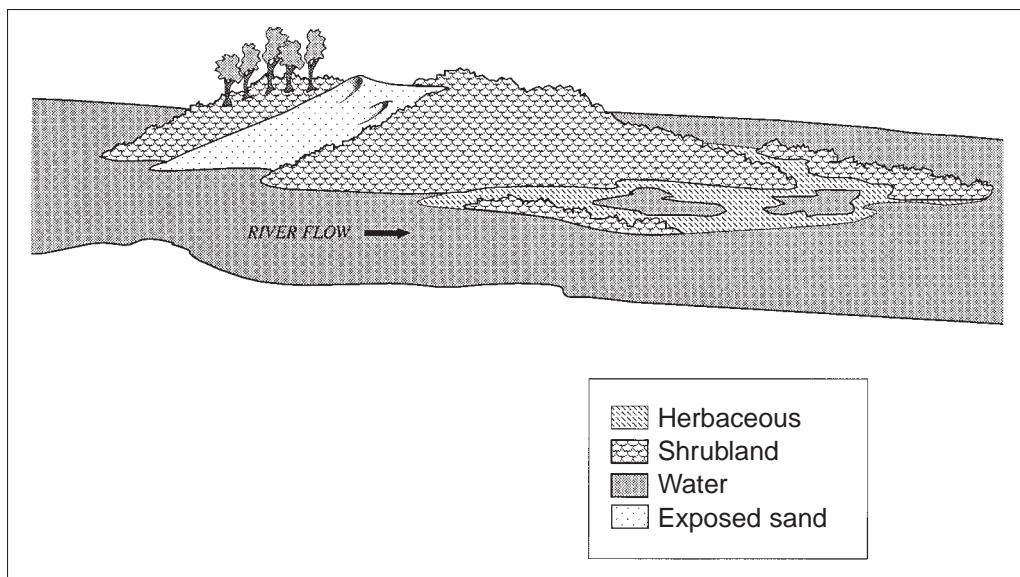 RIVER FLOW
Herbaceous
Shrubland
Water
Exposed sand